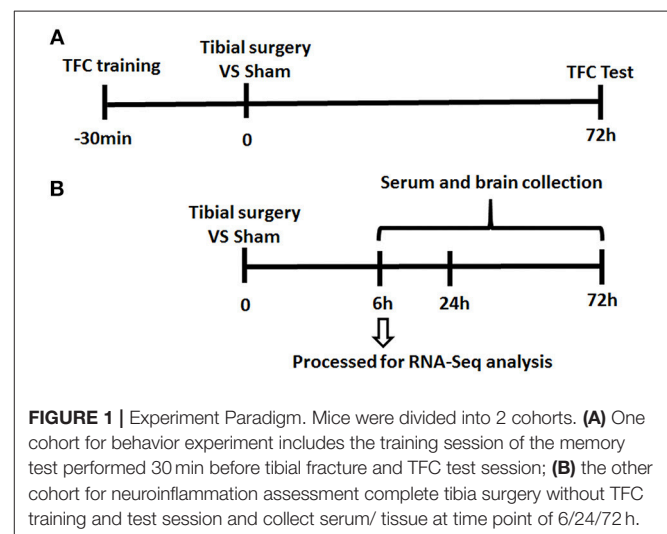 A
TFC training
Tibial surgery
VS Sham
TFC Test
-30min
0
72h
B
Serum and brain collection
Tibial surgery
VS Sham
0
6h
24h
72h
Processed for RNA-Seq analysis
FIGURE 1 | Experiment Paradigm. Mice were divided into 2 cohorts. (A) One
cohort for behavior experiment includes the training session of the memory
test performed 30 min before tibial fracture and TFC test session; (B) the other
cohort for neuroinflammation assessment complete tibia surgery without TFC
training and test session and collect serum/ tissue at time point of 6/24/72 h.